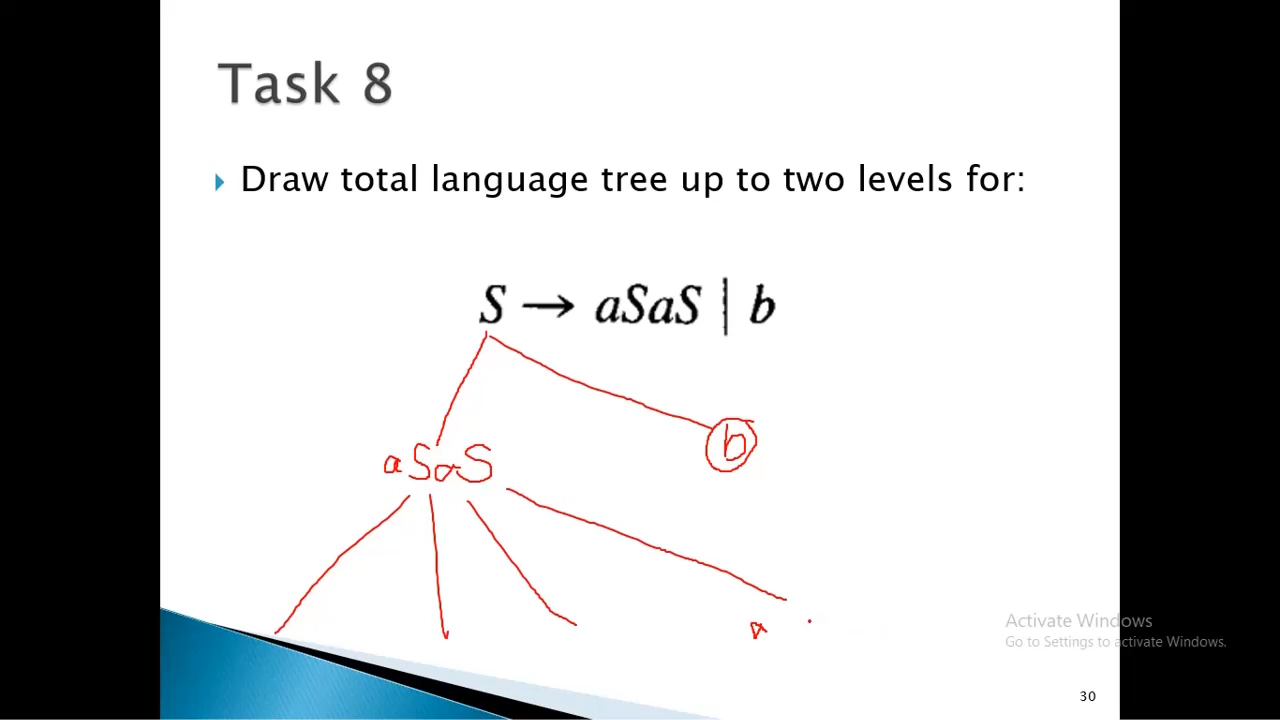 Task 8
Draw total language tree up to two levels for:
S → aSaS | b
b
aSaS
a
Activate Windows
Go to Settings to activate Windows.
30